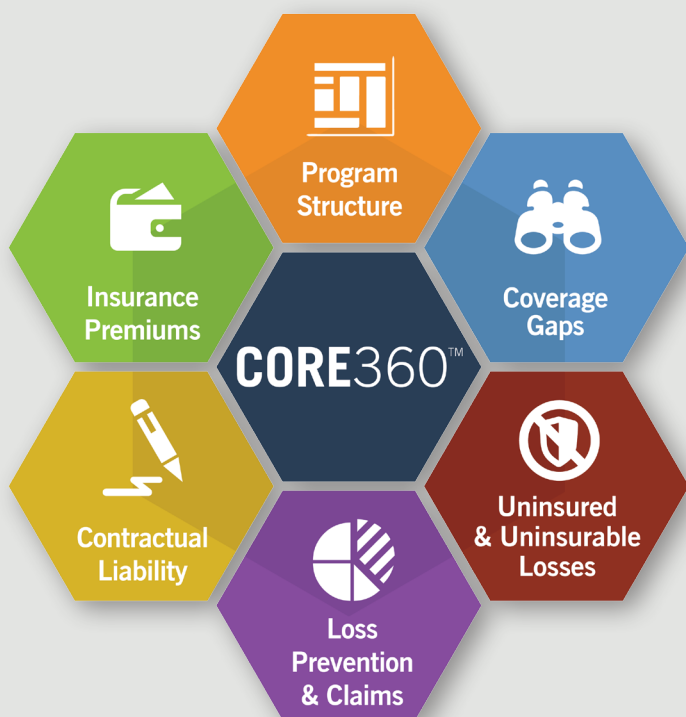 Program
Structure
Insurance
Premiums
Coverage
Gaps
CORE360™
Contractual
Liability
Uninsured
& Uninsurable
Losses
Loss
Prevention
& Claims